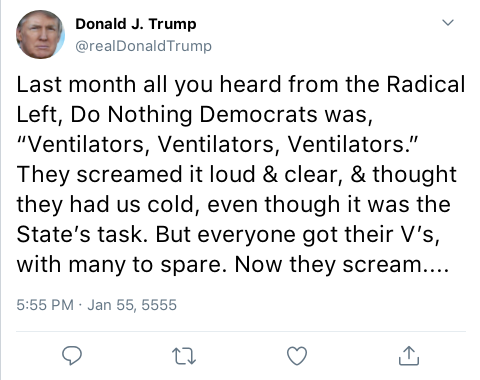 Donald J. Trump
@realDonaldTrump
Last month all you heard from the Radical
Left, Do Nothing Democrats was,
“Ventilators, Ventilators, Ventilators.”
They screamed it loud & clear, & thought
they had us cold, even though it was the
State’s task. But everyone got their V’s,
with many to spare. Now they scream....
5:55 PM · Jan 55, 5555